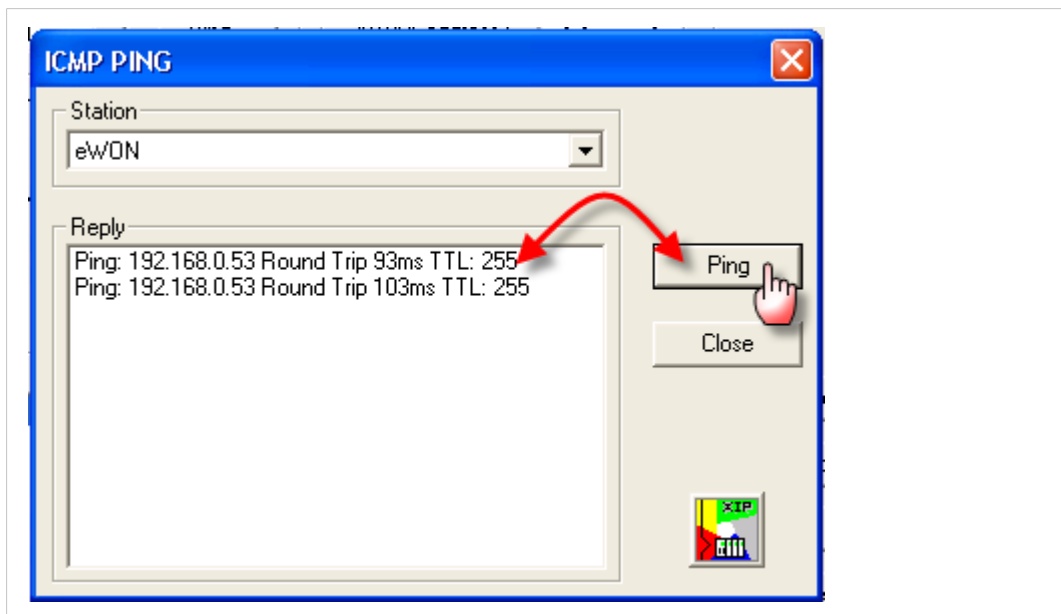 ICMP PING
Station
eWON
Reply
Ping: 192.168.0.53 Round Trip 93ms TTL: 255
Ping: 192.168.0.53 Round Trip 103ms TTL: 255
Ping
Close
XIP